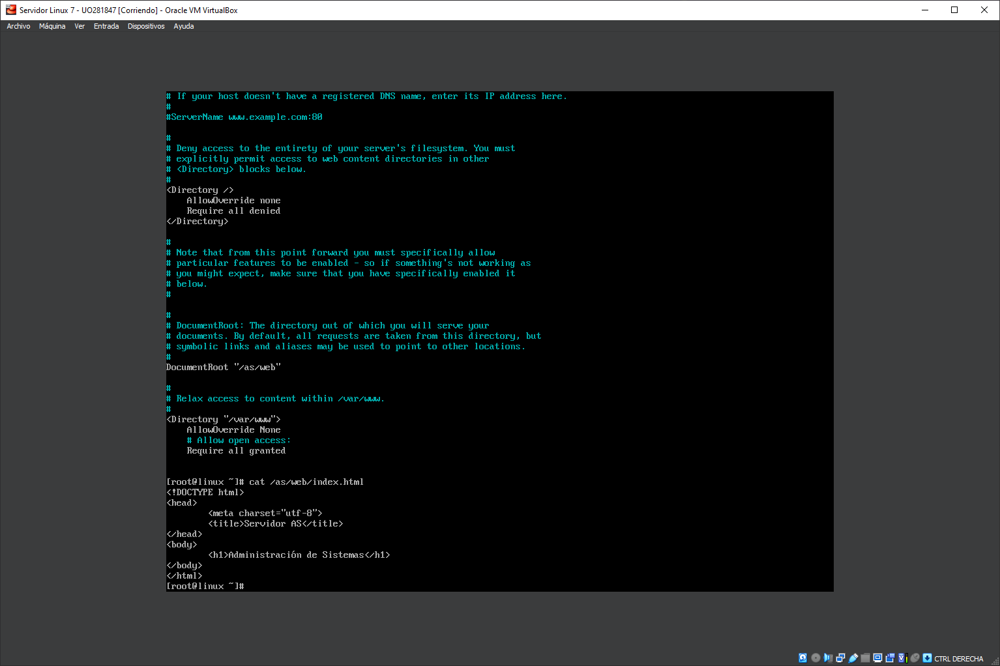 Servidor Linux 7 - UO281847 [Corriendo] - Oracle VM VirtualBox
Archivo Máquina Ver Entrada Dispositivos Ayuda
# If your host doesn't have a registered DNS name, enter its IP address here.
#
#ServerName www.example.com:80
#
# Deny access to the entirety of your server's filesystem. You must
# explicitly permit access to web content directories in other
# <Directory> blocks below.
#
<Directory />
    AllowOverride none
    Require all denied
</Directory>
#
# Note that from this point forward you must specifically allow
# particular features to be enabled - so if something's not working as
# you might expect, make sure that you have specifically enabled it
# below.
#
#
# DocumentRoot: The directory out of which you will serve your
# documents. By default, all requests are taken from this directory, but
# symbolic links and aliases may be used to point to other locations.
#
DocumentRoot "/as/web"
#
# Relax access to content within /var/www.
#
<Directory "/var/www">
    AllowOverride None
    # Allow open access:
    Require all granted
[root@linux ~]# cat /as/web/index.html
<!DOCTYPE html>
<head>
        <meta charset="utf-8">
        <title>Servidor AS</title>
</head>
<body>
        <h1>Administración de Sistemas</h1>
</body>
</html>
[root@linux ~]#
CTRL DERECHA